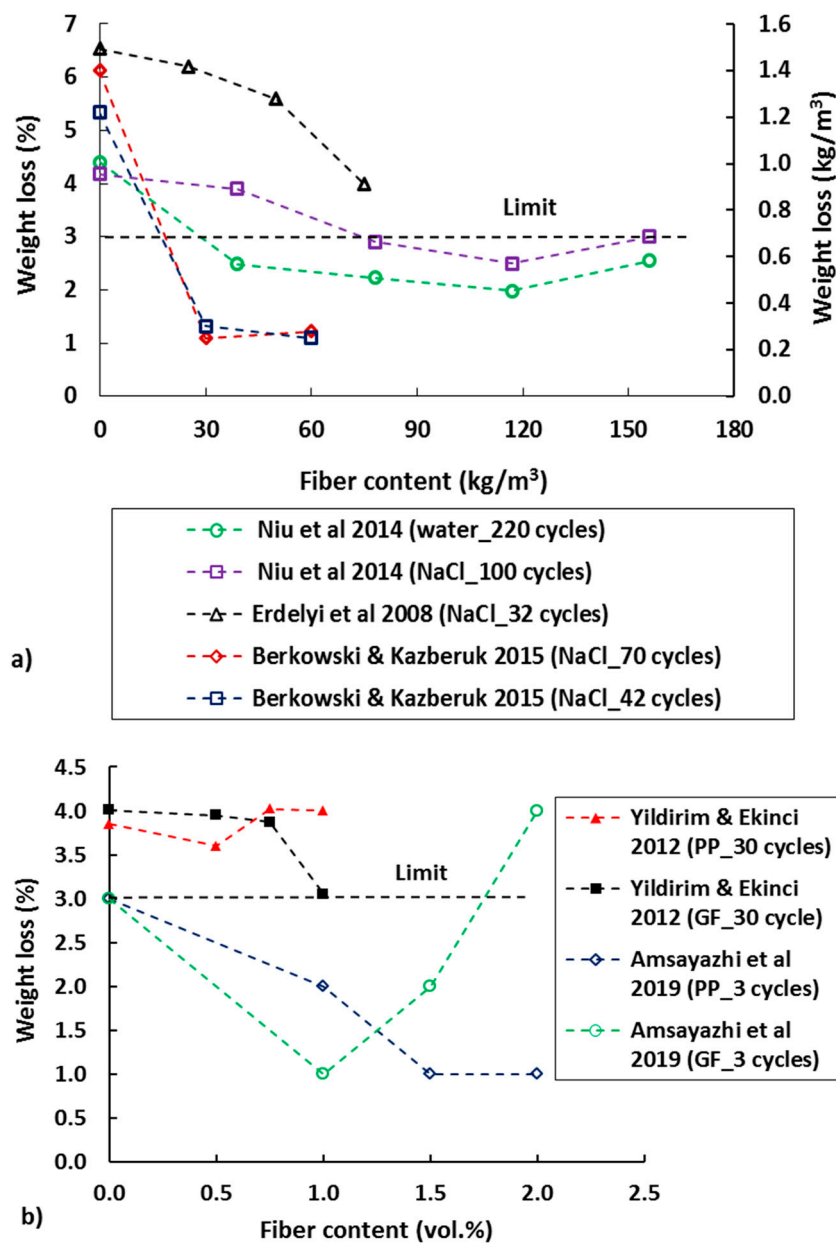 7
6
5
4
3
2
1
0
Weight loss (%)
1.6
1.4
1.2
1.0
0.8
0.6
0.4
0.2
0.0
Weight loss (kg/m³)
Limit
0 30 60 90 120 150 180
Fiber content (kg/m³)
Niu et al 2014 (water_220 cycles)
Niu et al 2014 (NaCl_100 cycles)
Erdelyi et al 2008 (NaCl_32 cycles)
Berkowski & Kazberuk 2015 (NaCl_70 cycles)
Berkowski & Kazberuk 2015 (NaCl_42 cycles)
a)
4.5
4.0
3.5
3.0
2.5
2.0
1.5
1.0
0.5
0.0
Weight loss (%)
Limit
0.0 0.5 1.0 1.5 2.0 2.5
Fiber content (vol.%)
Yildirim & Ekinci
2012 (PP_30 cycles)
Yildirim & Ekinci
2012 (GF_30 cycle)
Amsayazhi et al
2019 (PP_3 cycles)
Amsayazhi et al
2019 (GF_3 cycles)
b)